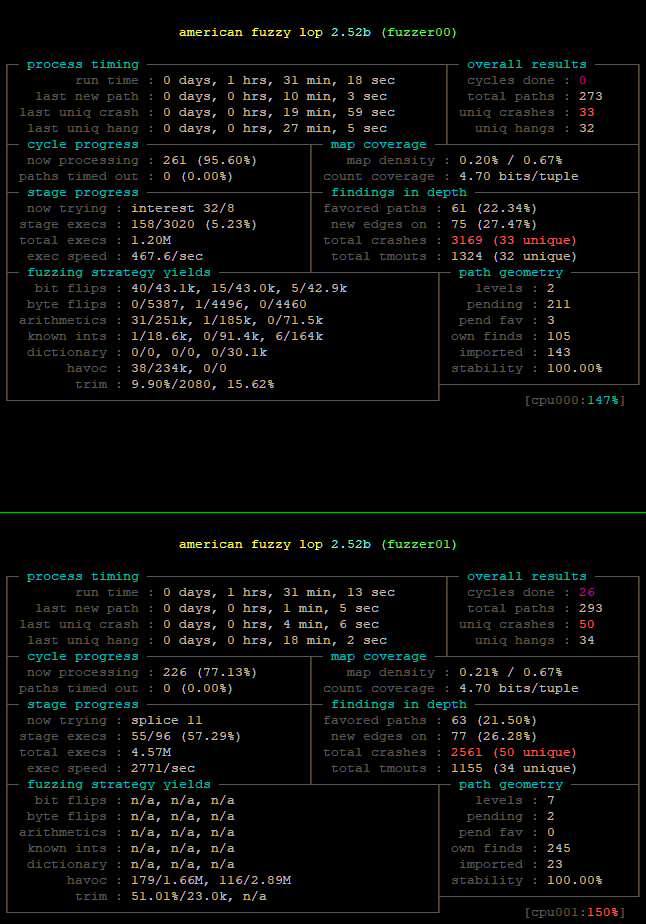 american fuzzy lop 2.52b (fuzzer00)
process timing overall results
run time : 0 days, 1 hrs, 31 min, 18 sec cycles done : 0
last new path : 0 days, 0 hrs, 10 min, 3 sec total paths : 273
last uniq crash : 0 days, 0 hrs, 19 min, 59 sec uniq crashes : 33
last uniq hang : 0 days, 0 hrs, 27 min, 5 sec uniq hangs : 32
cycle progress map coverage
now processing : 261 (95.60%) map density : 0.20% / 0.67%
paths timed out : 0 (0.00%) count coverage : 4.70 bits/tuple
stage progress findings in depth
now trying : interest 32/8 favored paths : 61 (22.34%)
stage execs : 158/3020 (5.23%) new edges on : 75 (27.47%)
total execs : 1.20M total crashes : 3169 (33 unique)
exec speed : 467.6/sec total tmouts : 1324 (32 unique)
fuzzing strategy yields path geometry
bit flips : 40/43.1k, 15/43.0k, 5/42.9k levels : 2
byte flips : 0/5387, 1/4496, 0/4460 pending : 211
arithmetics : 31/251k, 1/185k, 0/71.5k pend fav : 3
known ints : 1/18.6k, 0/91.4k, 6/164k own finds : 105
dictionary : 0/0, 0/0, 0/30.1k imported : 143
havoc : 38/234k, 0/0 stability : 100.00%
trim : 9.90%/2080, 15.62%
[cpu000:147%]
american fuzzy lop 2.52b (fuzzer01)
process timing overall results
run time : 0 days, 1 hrs, 31 min, 13 sec cycles done : 26
last new path : 0 days, 0 hrs, 1 min, 5 sec total paths : 293
last uniq crash : 0 days, 0 hrs, 4 min, 6 sec uniq crashes : 50
last uniq hang : 0 days, 0 hrs, 18 min, 2 sec uniq hangs : 34
cycle progress map coverage
now processing : 226 (77.13%) map density : 0.21% / 0.67%
paths timed out : 0 (0.00%) count coverage : 4.70 bits/tuple
stage progress findings in depth
now trying : splice 11 favored paths : 63 (21.50%)
stage execs : 55/96 (57.29%) new edges on : 77 (26.28%)
total execs : 4.57M total crashes : 2561 (50 unique)
exec speed : 2771/sec total tmouts : 1155 (34 unique)
fuzzing strategy yields path geometry
bit flips : n/a, n/a, n/a levels : 7
byte flips : n/a, n/a, n/a pending : 2
arithmetics : n/a, n/a, n/a pend fav : 0
known ints : n/a, n/a, n/a own finds : 245
dictionary : n/a, n/a, n/a imported : 23
havoc : 179/1.66M, 116/2.89M stability : 100.00%
trim : 51.01%/23.0k, n/a
[cpu001:150%]